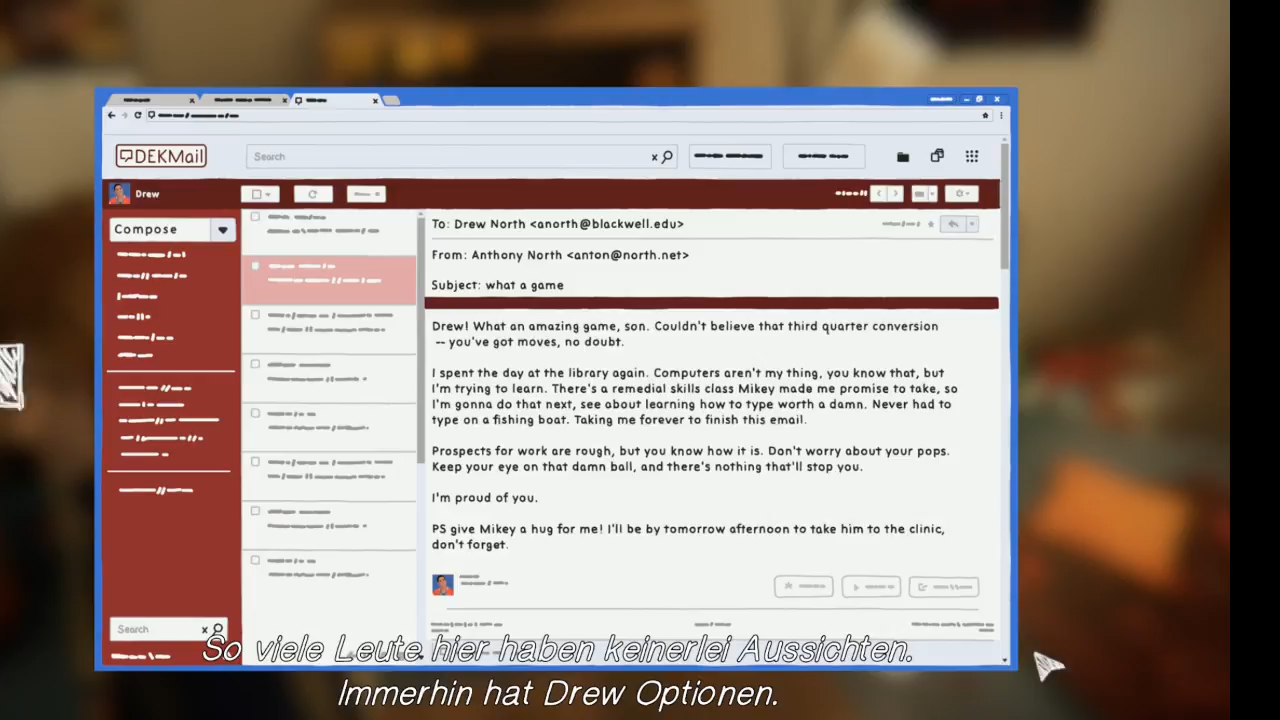 DEKMail
Search
Drew
Compose
To: Drew North <anorth@blackwell.edu>
From: Anthony North <anton@north.net>
Subject: what a game
Drew! What an amazing game, son. Couldn't believe that third quarter conversion
-- you've got moves, no doubt.
I spent the day at the library again. Computers aren't my thing, you know that, but
I'm trying to learn. There's a remedial skills class Mikey made me promise to take, so
I'm gonna do that next, see about learning how to type worth a damn. Never had to
type on a fishing boat. Taking me forever to finish this email.
Prospects for work are rough, but you know how it is. Don't worry about your pops.
Keep your eye on that damn ball, and there's nothing that'll stop you.
I'm proud of you.
PS give Mikey a hug for me! I'll be by tomorrow afternoon to take him to the clinic,
don't forget.
Search
So viele Leute hier haben keinerlei Aussichten.
Immerhin hat Drew Optionen.